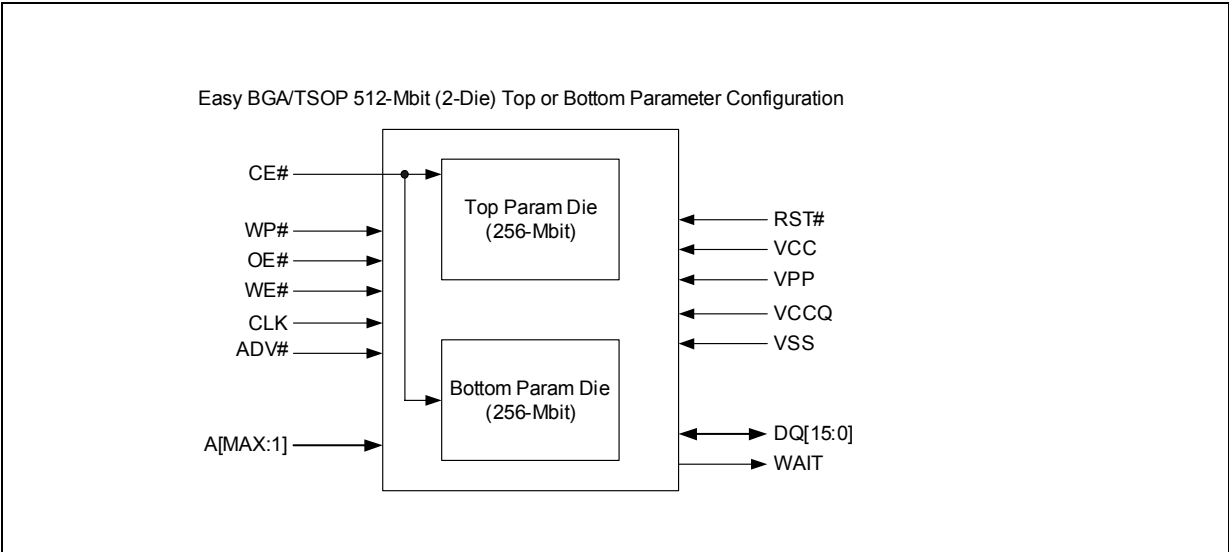 Easy BGA/TSOP 512-Mbit (2-Die) Top or Bottom Parameter Configuration
CE#
WP#
OE#
WE#
CLK
ADV#
A[MAX:1]
Top Param Die
(256-Mbit)
Bottom Param Die
(256-Mbit)
RST#
VCC
VPP
VCCQ
VSS
DQ[15:0]
WAIT